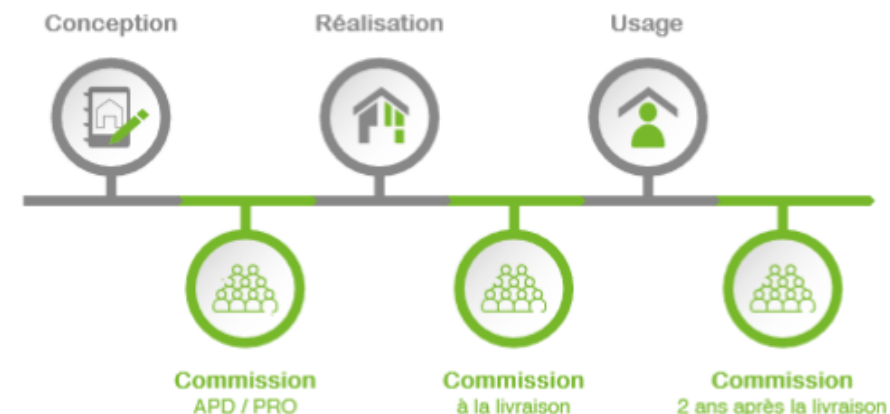 Conception
Réalisation
Usage
Commission
APD / PRO
Commission
à la livraison
Commission
2 ans après la livraison